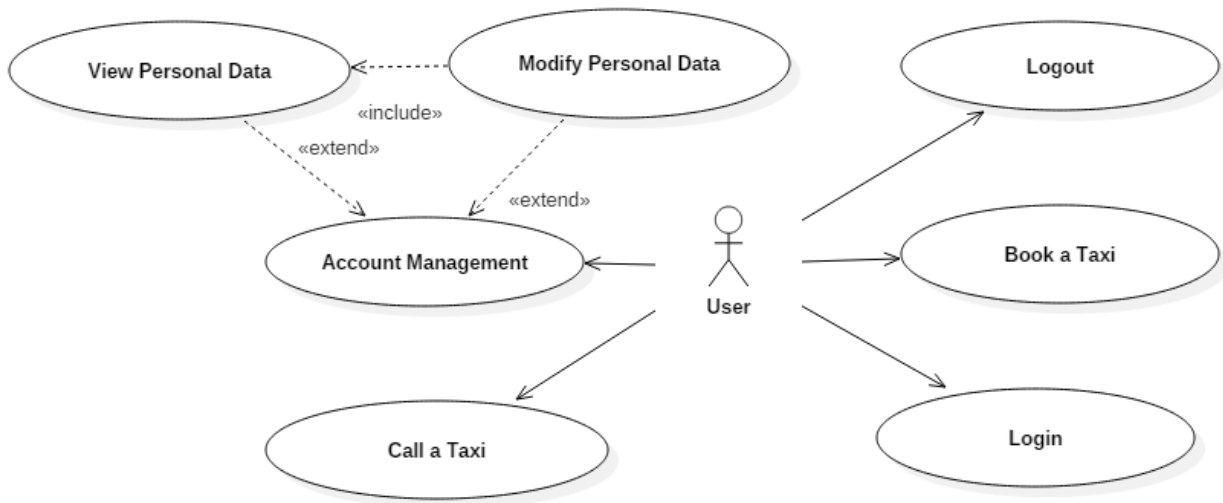 View Personal Data
Modify Personal Data
Logout
«include»
«extend»
«extend»
Account Management
User
Book a Taxi
Call a Taxi
Login